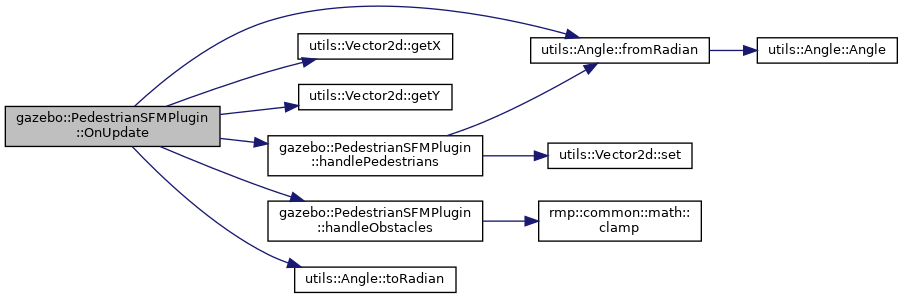 gazebo::PedestrianSFMPlugin
::OnUpdate
utils::Vector2d::getX
utils::Vector2d::getY
gazebo::PedestrianSFMPlugin
::handlePedestrians
gazebo::PedestrianSFMPlugin
::handleObstacles
utils::Angle::toRadian
utils::Angle::fromRadian
utils::Vector2d::set
rmp::common::math::
clamp
utils::Angle::Angle